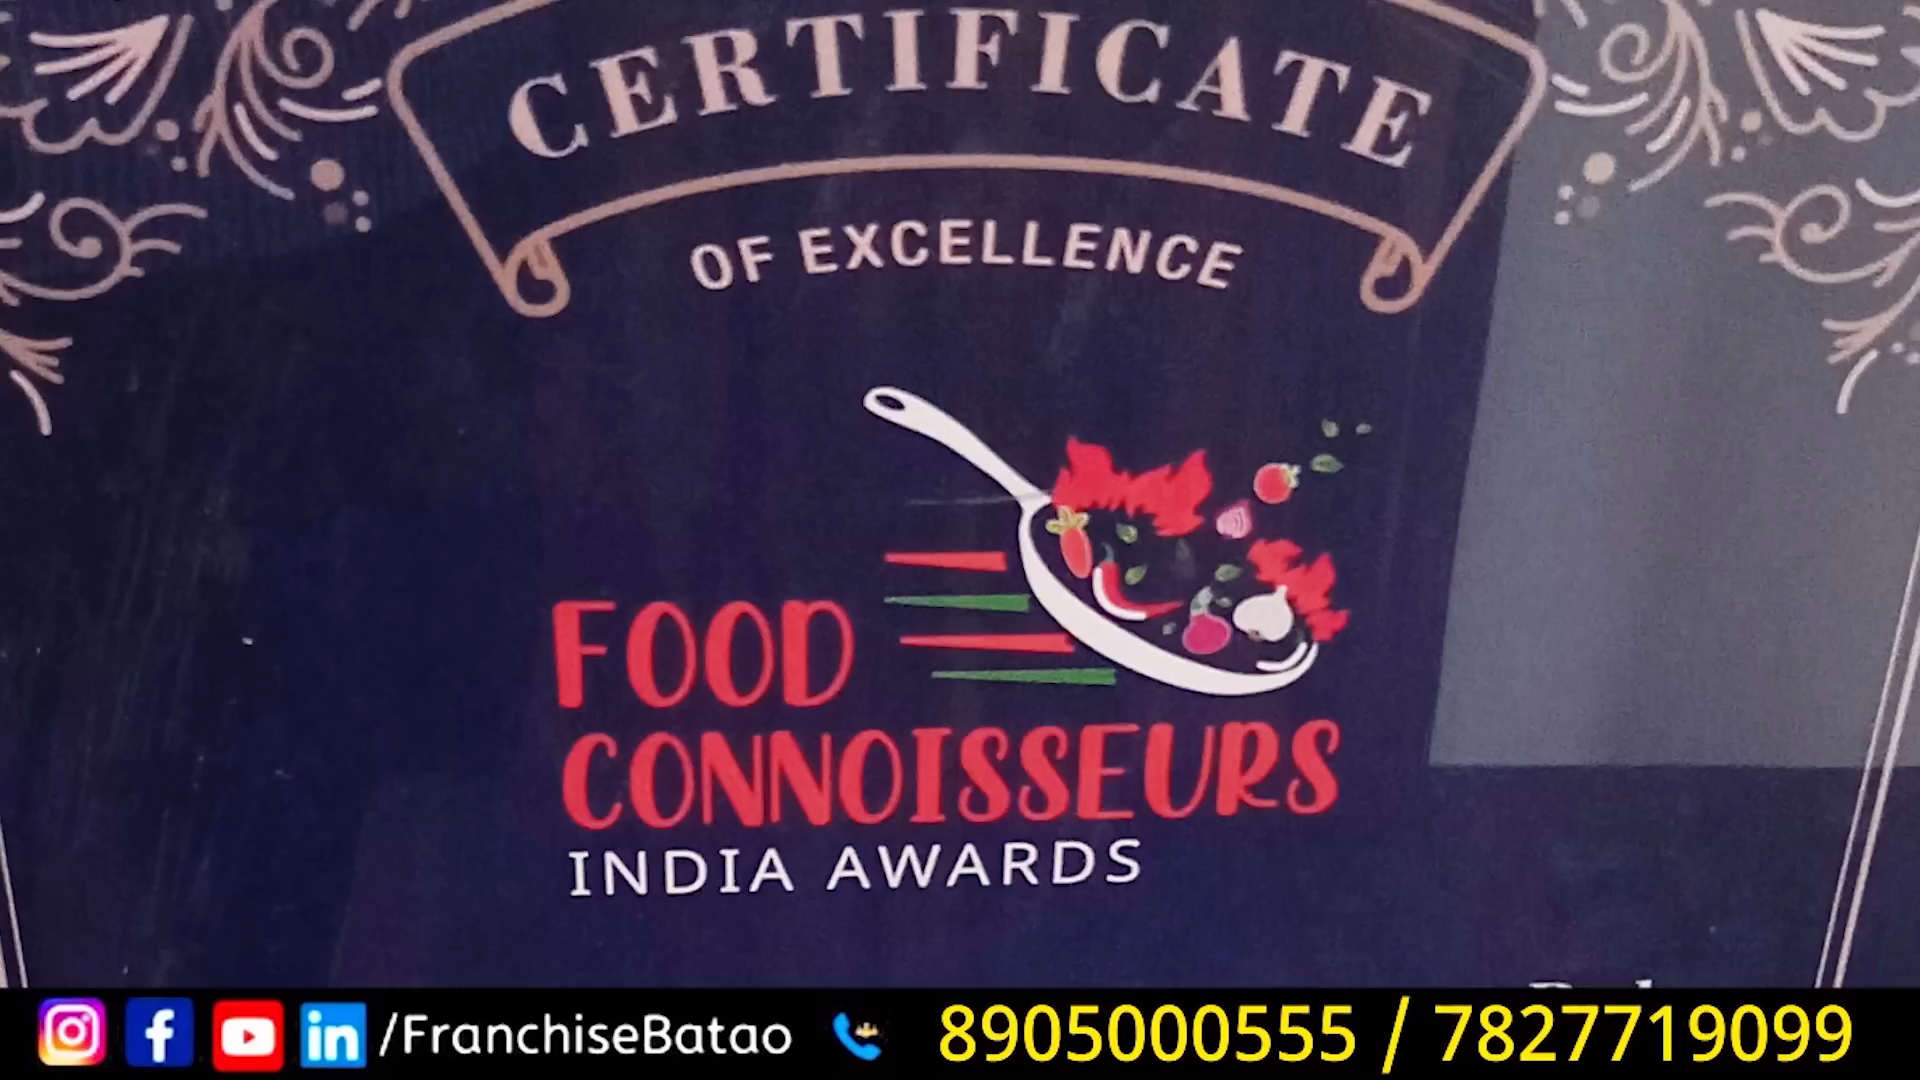 CERTIFICATE
OF EXCELLENCE
FOOD
CONNOISSEURS
INDIA AWARDS
/FranchiseBatao 8905000555 / 7827719099